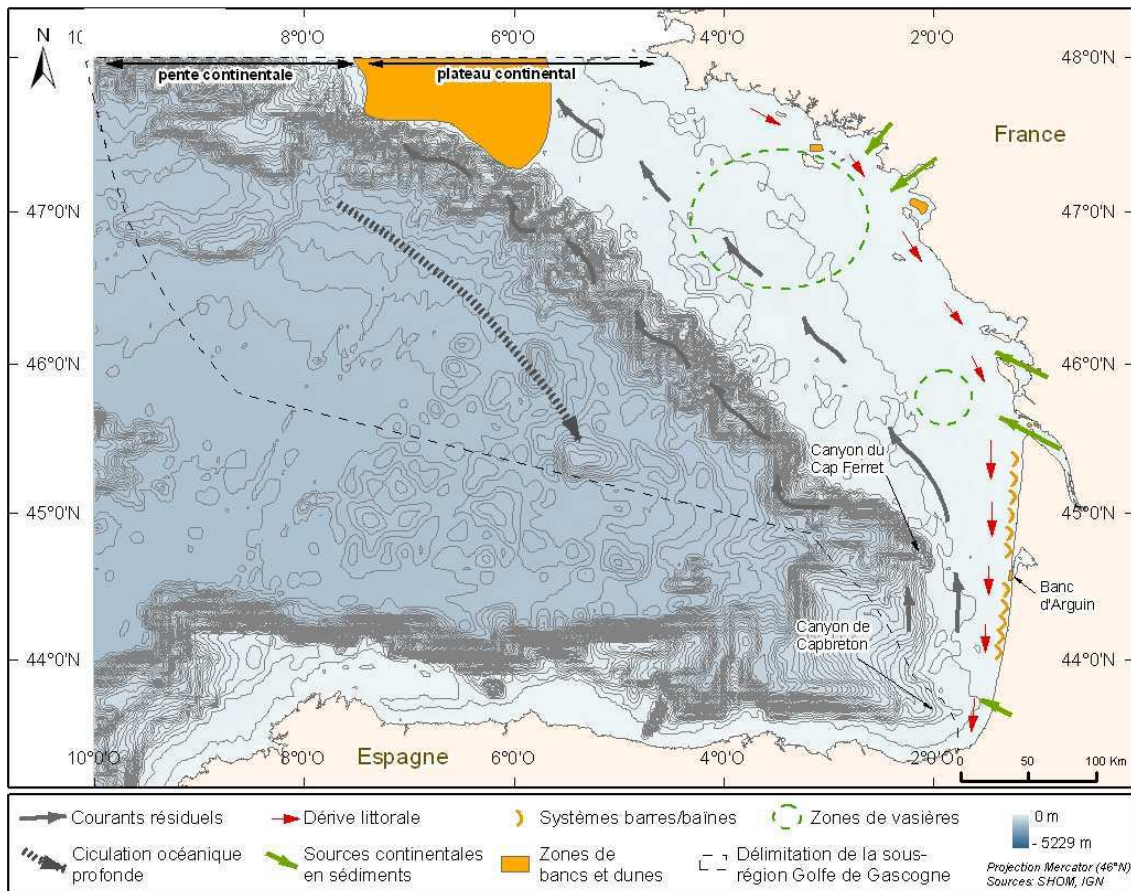 10
8°0'O
6°0'O
4°0'O
2°0'O
N
pente continentale
plateau continental
48°0'N
France
47°0'N
47°0'N
46°0'N
46°0'N
Canyon du
Cap Ferret
45°0'N
45°0'N
Banc
d'Arguin
Canyon de
Capbreton
44°0'N
44°0'N
Espagne
10°0'O
8°0'O
6°0'O
4°0'O
2°0'O
0
50
100 Km
Courants résiduels
Dérive littorale
Systèmes barres/baïnes
Zones de vasières
0 m
- 5229 m
Ciculation océanique
profonde
Sources continentales
en sédiments
Zones de
bancs et dunes
Délimitation de la sous-
région Golfe de Gascogne
Projection Mercator (46°N)
Sources: SHOM, IGN